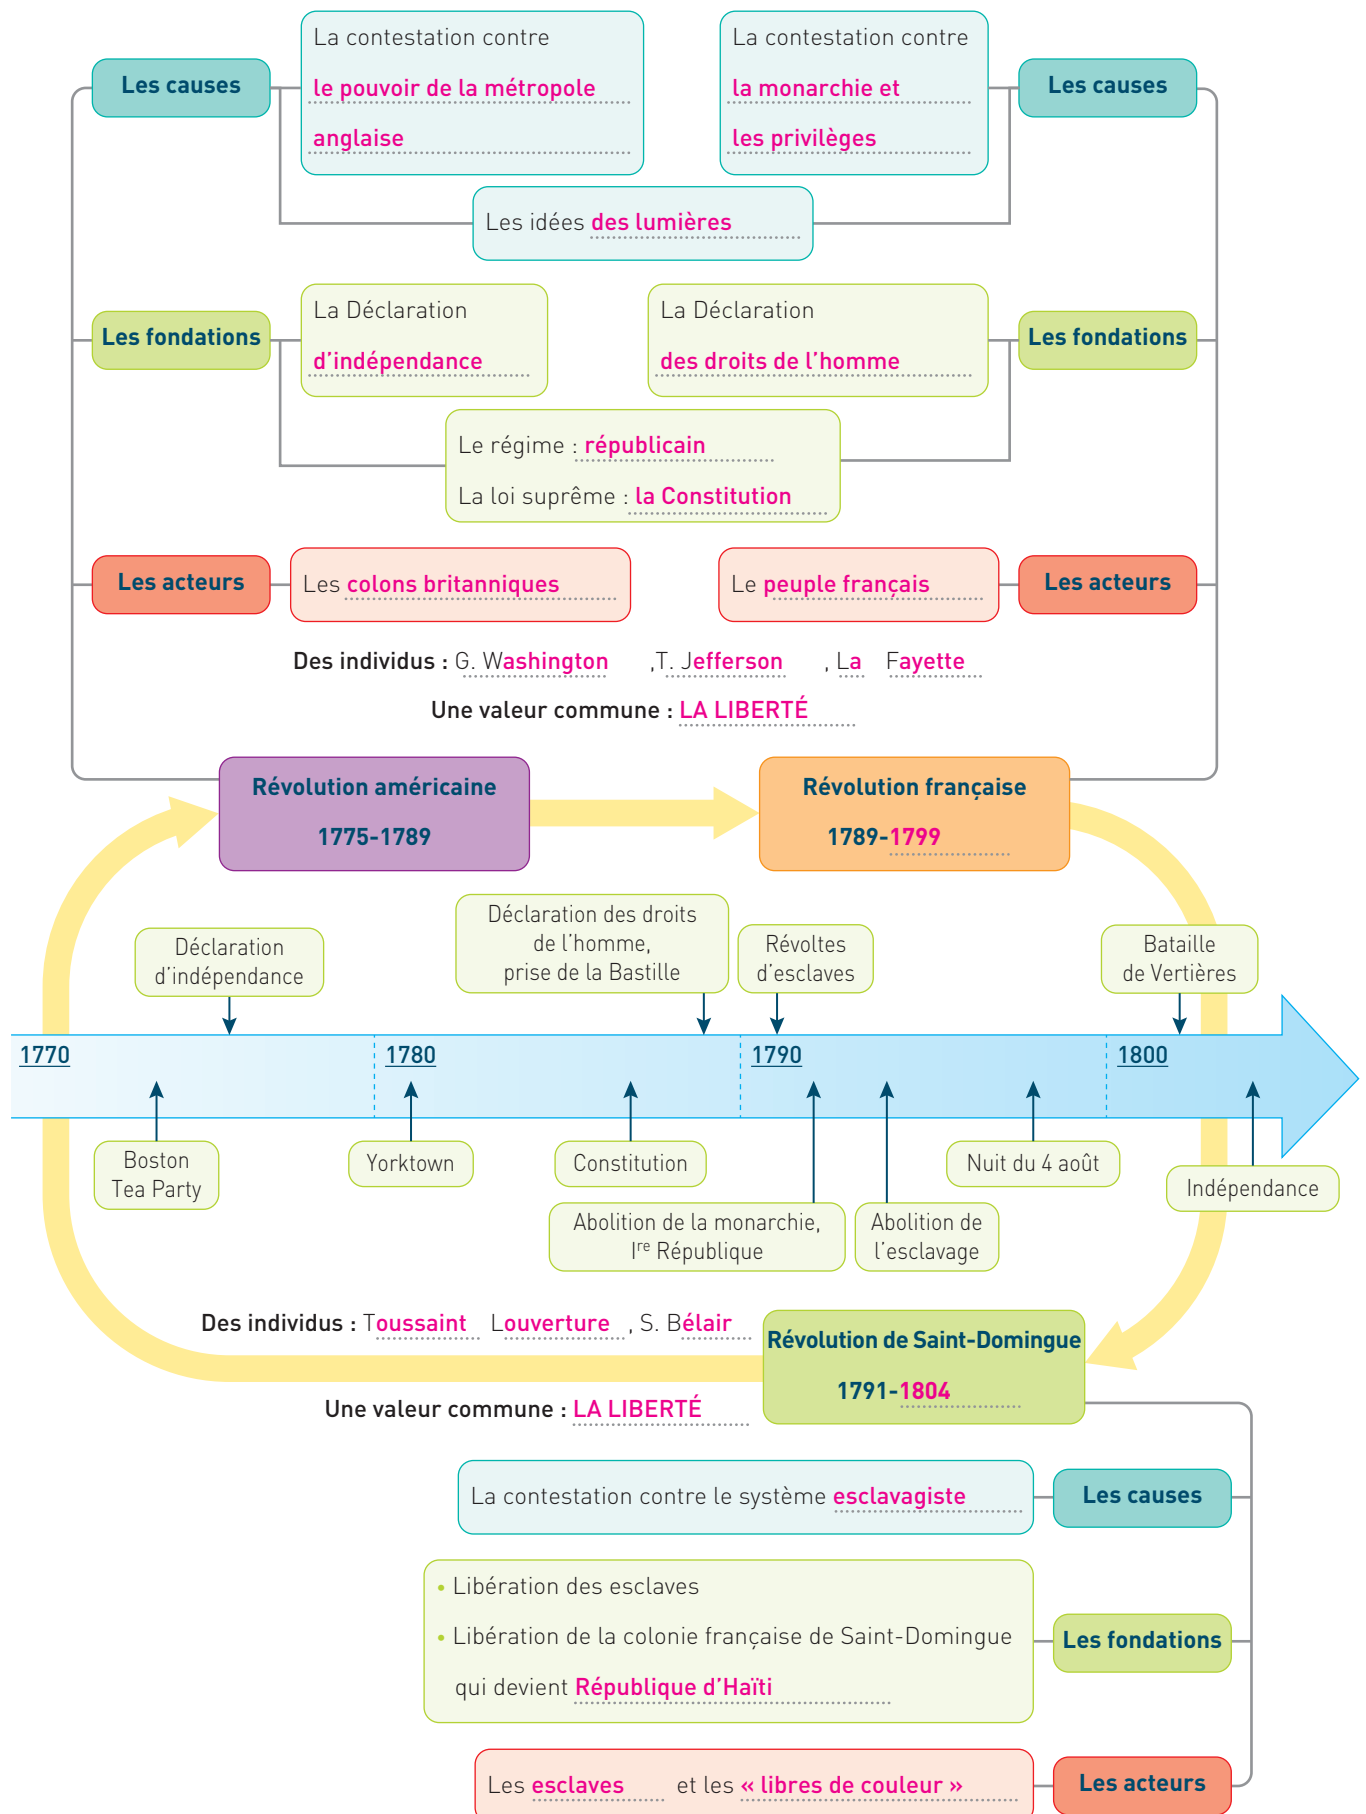 La contestation contre
le pouvoir de la métropole
anglaise
La contestation contre
la monarchie et
les privilèges
Les causes
Les causes
Les idées des lumières
La Déclaration
d'indépendance
La Déclaration
des droits de l'homme
Les fondations
Les fondations
Le régime : républicain
La loi suprême : la Constitution
Les acteurs
Les colons britanniques
Le peuple français
Les acteurs
Des individus : G. Washington ,T. Jefferson , La Fayette
Une valeur commune : LA LIBERTÉ
Révolution américaine
1775-1789
Révolution française
1789-1799
Déclaration
d'indépendance
Déclaration des droits
de l'homme,
prise de la Bastille
Révoltes
d'esclaves
Bataille
de Vertières
1770
1780
1790
1800
Boston
Tea Party
Yorktown
Constitution
Nuit du 4 août
Indépendance
Abolition de la monarchie,
Ire République
Abolition de
l'esclavage
Des individus : Toussaint Louverture , S. Bélair
Révolution de Saint-Domingue
1791-1804
Une valeur commune : LA LIBERTÉ
La contestation contre le système esclavagiste
Les causes
• Libération des esclaves
• Libération de la colonie française de Saint-Domingue
qui devient République d'Haïti
Les fondations
Les esclaves et les « libres de couleur »
Les acteurs